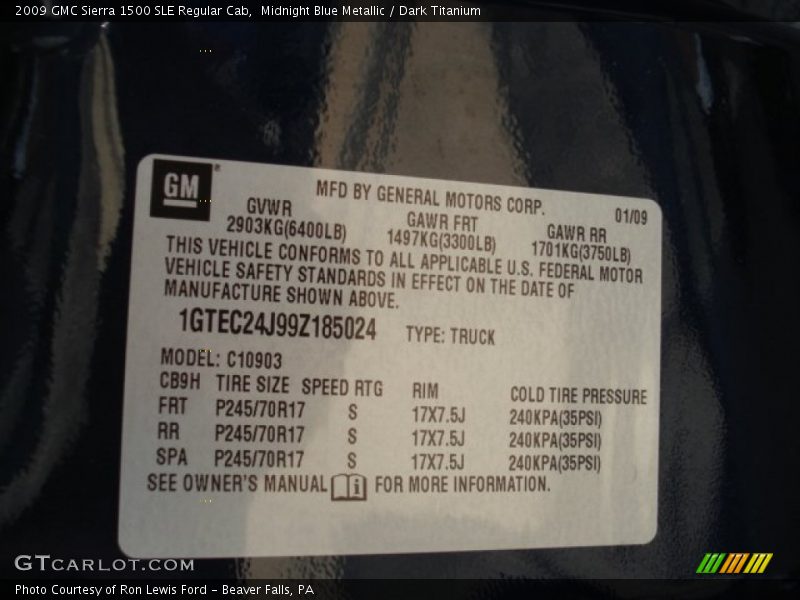 2009 GMC Sierra 1500 SLE Regular Cab, Midnight Blue Metallic / Dark Titanium
GM
MFD BY GENERAL MOTORS CORP. 01/09
GVWR GAWR FRT GAWR RR
2903KG(6400LB) 1497KG(3300LB) 1701KG(3750LB)
THIS VEHICLE CONFORMS TO ALL APPLICABLE U.S. FEDERAL MOTOR
VEHICLE SAFETY STANDARDS IN EFFECT ON THE DATE OF
MANUFACTURE SHOWN ABOVE.
1GTEC24J99Z185024 TYPE: TRUCK
MODEL: C10903
CB9H TIRE SIZE SPEED RTG RIM COLD TIRE PRESSURE
FRT P245/70R17 S 17X7.5J 240KPA(35PSI)
RR P245/70R17 S 17X7.5J 240KPA(35PSI)
SPA P245/70R17 S 17X7.5J 240KPA(35PSI)
SEE OWNER'S MANUAL FOR MORE INFORMATION.
GTCARLOT.COM
Photo Courtesy of Ron Lewis Ford - Beaver Falls, PA